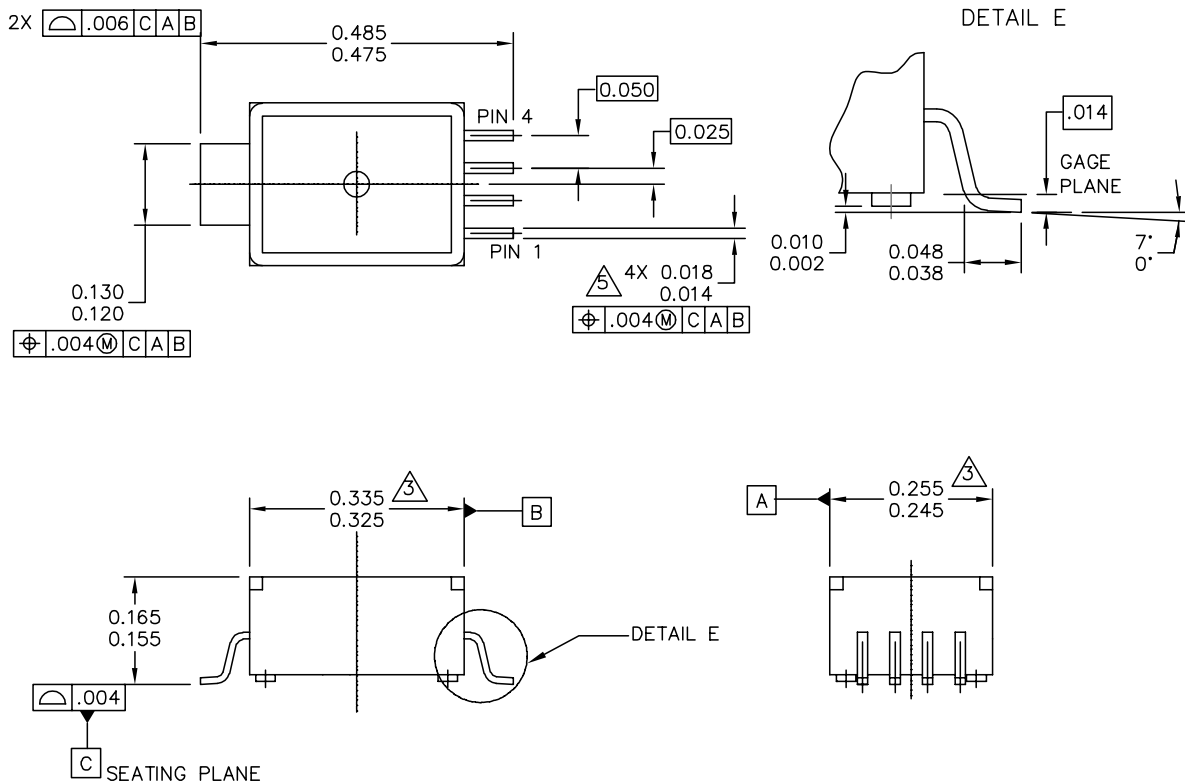 2X ⌓ .006 C A B
0.485
0.475
PIN 4
0.050
0.025
PIN 1
0.130
0.120
⌖ .004 Ⓜ C A B
5 4X 0.018
0.014
⌖ .004 Ⓜ C A B
DETAIL E
.014
GAGE
PLANE
0.010
0.002
0.048
0.038
7°
0°
0.335 3
0.325
B
0.165
0.155
DETAIL E
⌓ .004
C SEATING PLANE
A
0.255 3
0.245